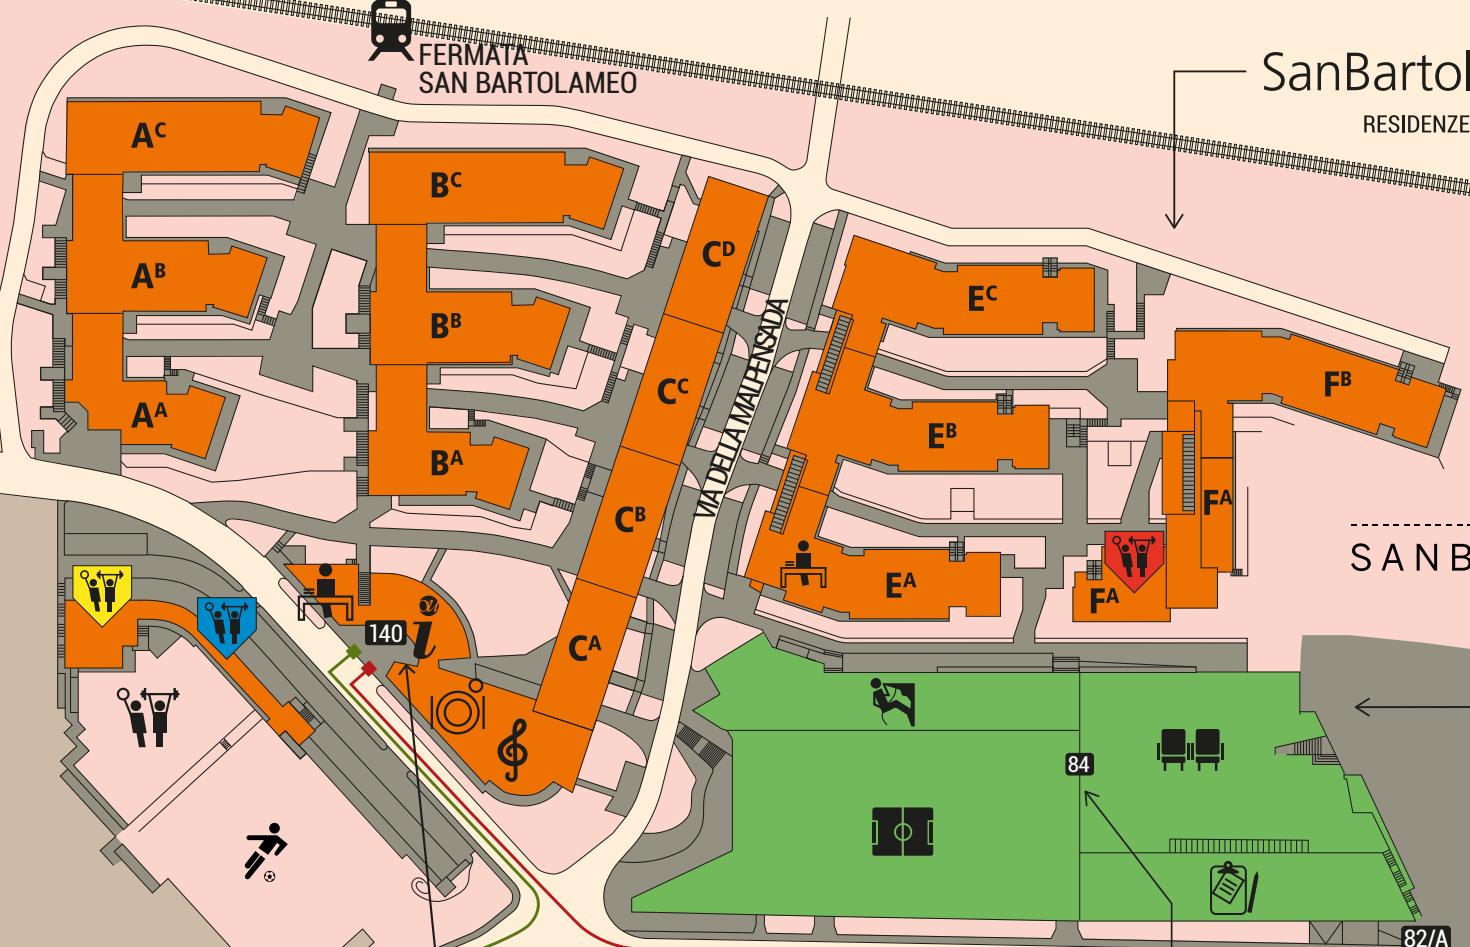 FERMATA
SAN BARTOLAMEO
SanBartol
RESIDENZE
Aᶜ
Bᶜ
Cᴰ
Aᴮ
Eᶜ
Bᴮ
Fᴮ
Cᶜ
Aᴬ
VIA DELLA MALPENSADA
Eᴮ
Bᴬ
Fᴬ
Cᴮ
SANB
Eᴬ
Fᴬ
140
i
Cᴬ
84
82/A